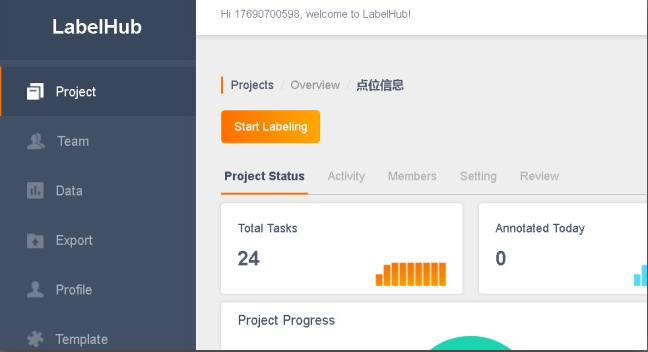 LabelHub
Project
Team
Data
Export
Profile
Template
Hi 17690700598, welcome to LabelHub!
Projects / Overview / 点位信息
Start Labeling
Project Status Activity Members Setting Review
Total Tasks
24
Annotated Today
0
Project Progress